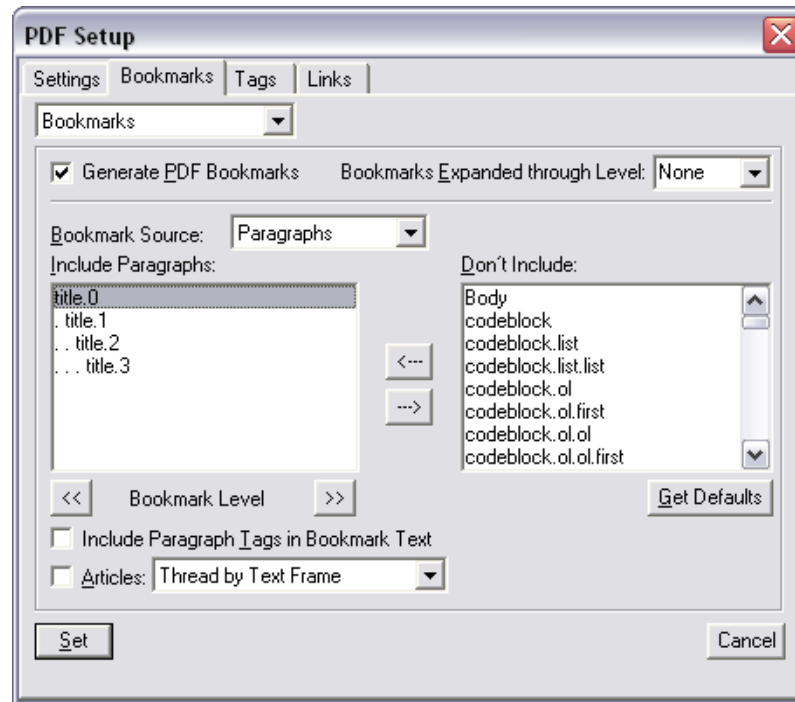 PDF Setup
Settings Bookmarks Tags Links
Bookmarks
Generate PDF Bookmarks Bookmarks Expanded through Level: None
Bookmark Source: Paragraphs
Include Paragraphs: Don´t Include:
title.0
. title.1
. . title.2
. . . title.3
<---
--->
Body
codeblock
codeblock.list
codeblock.list.list
codeblock.ol
codeblock.ol.first
codeblock.ol.ol
codeblock.ol.ol.first
<< Bookmark Level >> Get Defaults
Include Paragraph Tags in Bookmark Text
Articles: Thread by Text Frame
Set Cancel